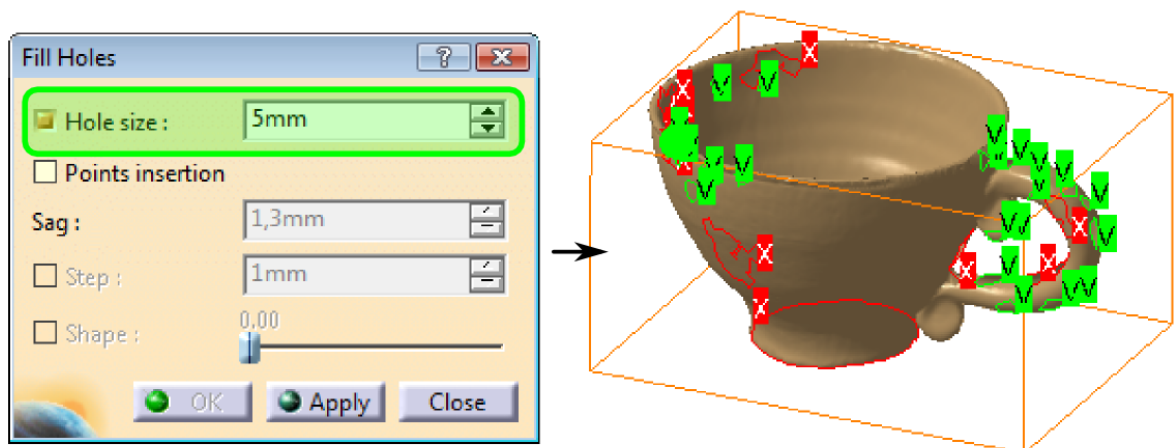 Fill Holes
?
X
Hole size :
5mm
Points insertion
Sag :
1,3mm
Step :
1mm
Shape :
0,00
OK
Apply
Close
X
X
V
V
X
V
V
V
X
V
V
V
V
V
V
V
V
V
X
V
X
V
X
X
V
V
V
X